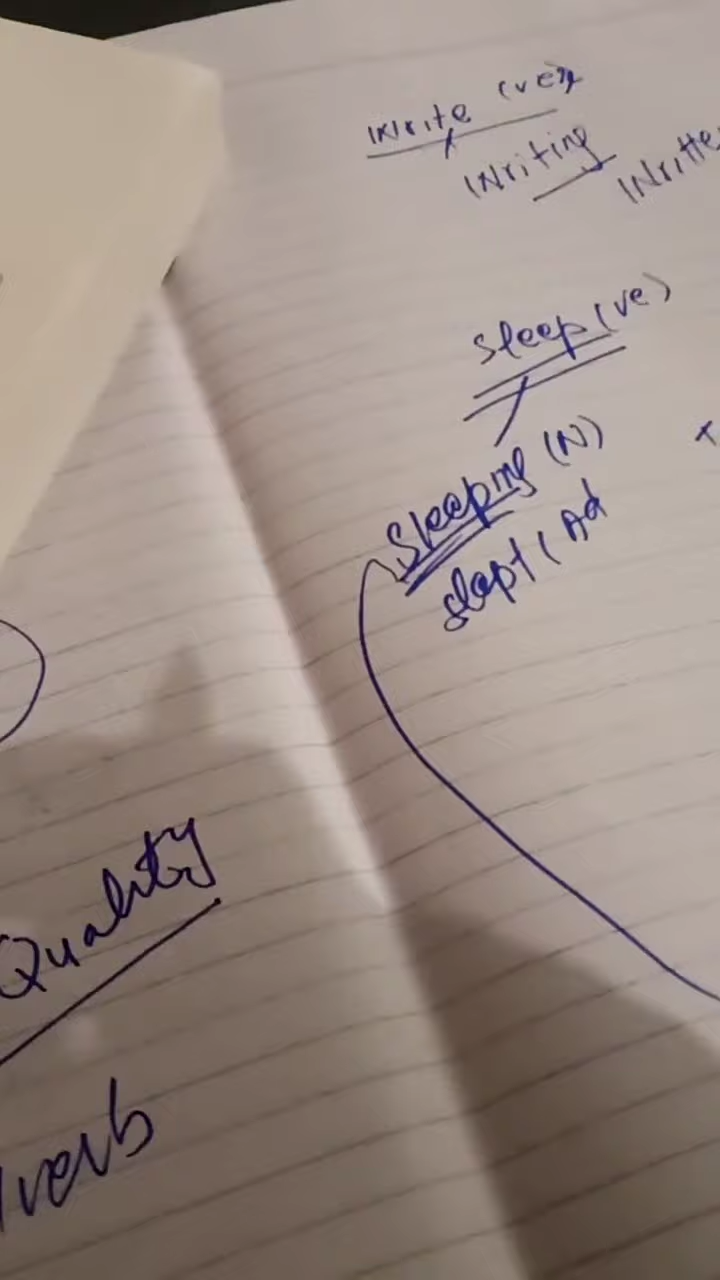 Quality
verb
Write (ve
Writing Writte
Sleep (ve)
Sleeping (N)
slept (Ad